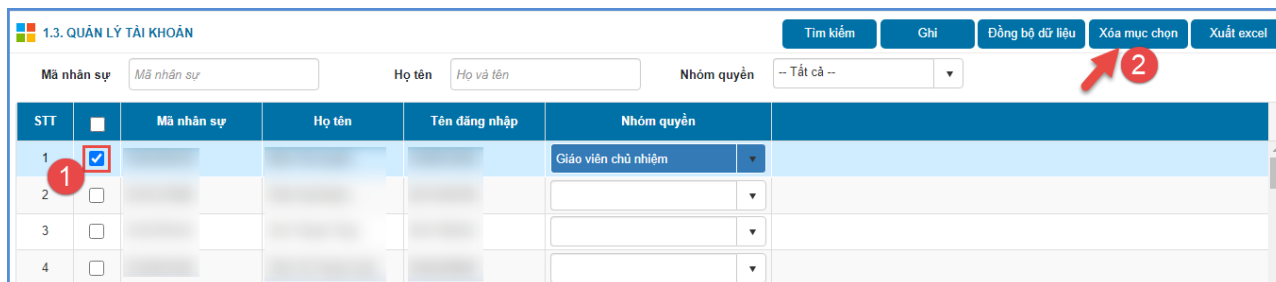 1.3. QUẢN LÝ TÀI KHOẢN
Tìm kiếm
Ghi
Đồng bộ dữ liệu
Xóa mục chọn
Xuất excel
Mã nhân sự
Mã nhân sự
Họ tên
Họ và tên
Nhóm quyền
-- Tất cả --
2
STT
Mã nhân sự
Họ tên
Tên đăng nhập
Nhóm quyền
1
Giáo viên chủ nhiệm
1
2
3
4